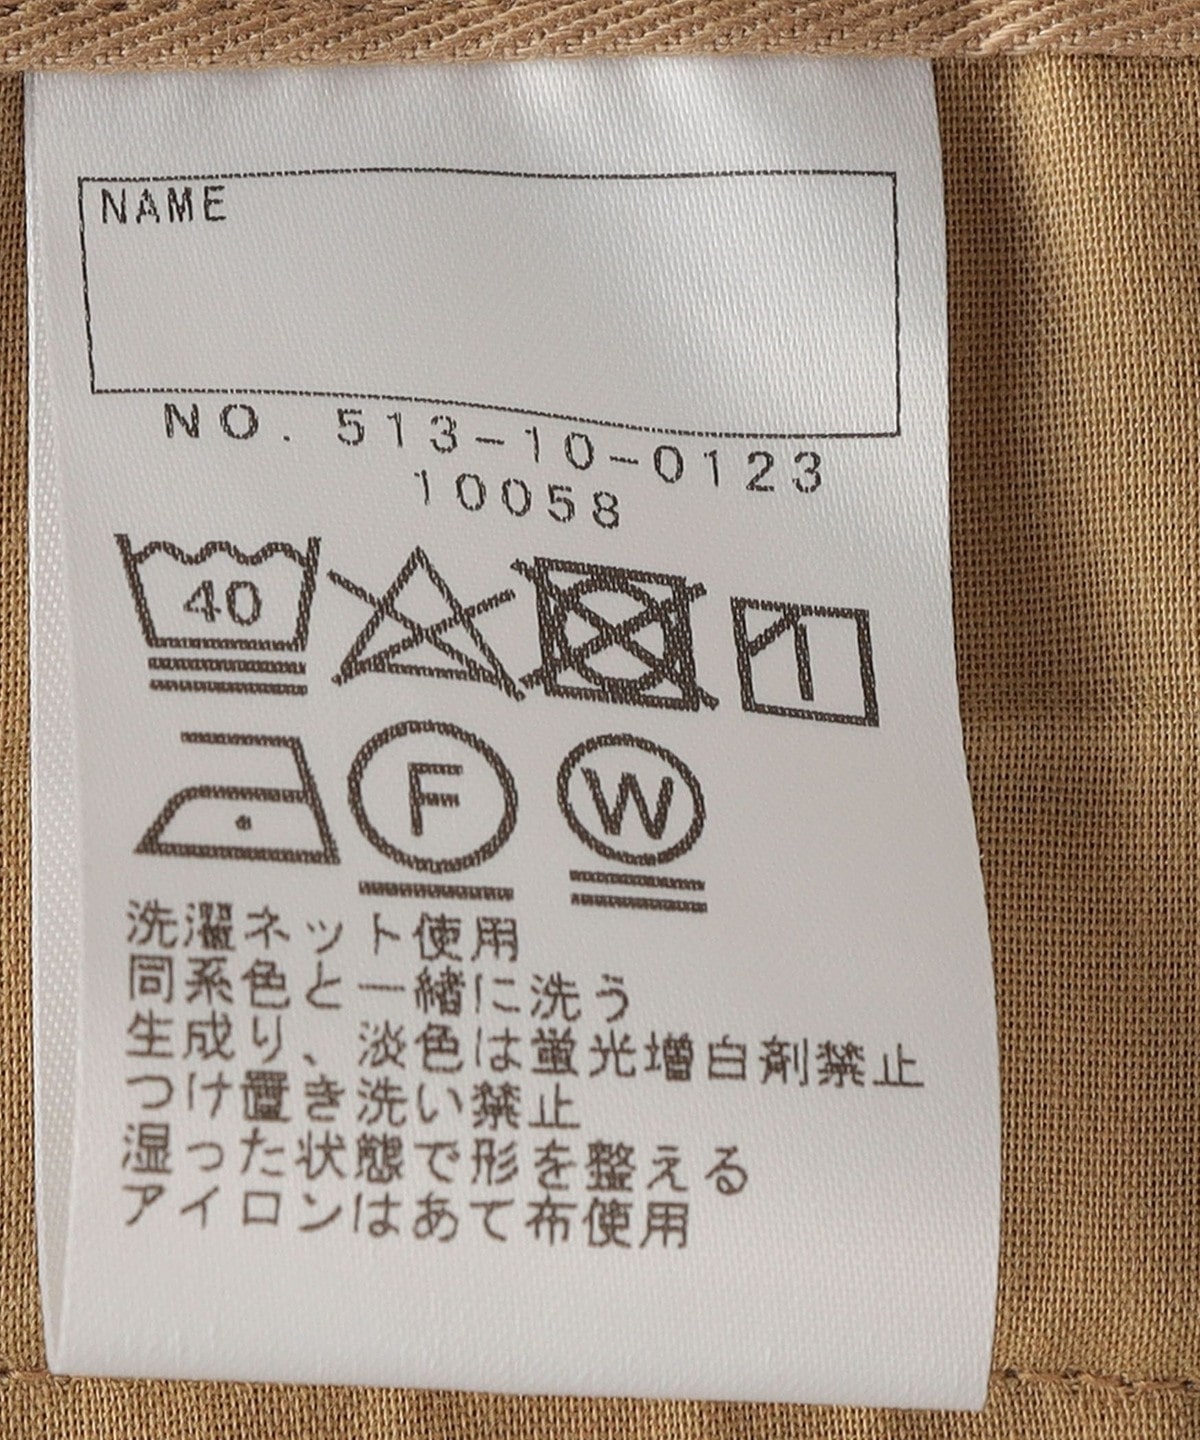 NAME
NO. 513-10-0123
10058
40
F
W
洗濯ネット使用
同系色と一緒に洗う
生成り、淡色は蛍光増白剤禁止
つけ置き洗い禁止
湿った状態で形を整える
アイロンはあて布使用